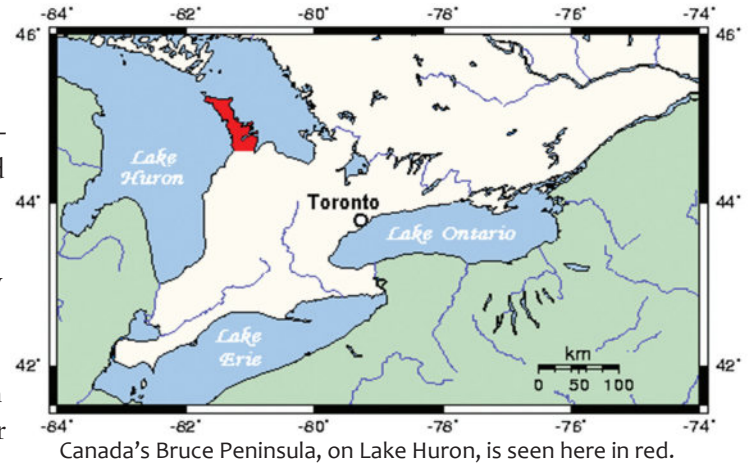 -84° -82° -80° -78° -76° -74°
46° 46°
Lake
Huron
Toronto
44° 44°
Lake Ontario
Lake
Erie
km
0 50 100
42° 42°
-84° -82° -80° -78° -76° -74°
Canada’s Bruce Peninsula, on Lake Huron, is seen here in red.